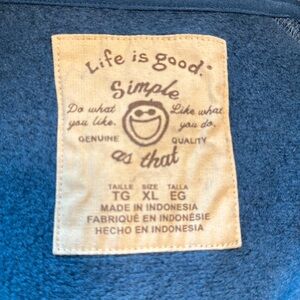 Life is good.®
Simple
Do what Like what
you like. you do.
GENUINE QUALITY
as that
TAILLE SIZE TALLA
TG XL EG
MADE IN INDONESIA
FABRIQUÉ EN INDONÉSIE
HECHO EN INDONESIA